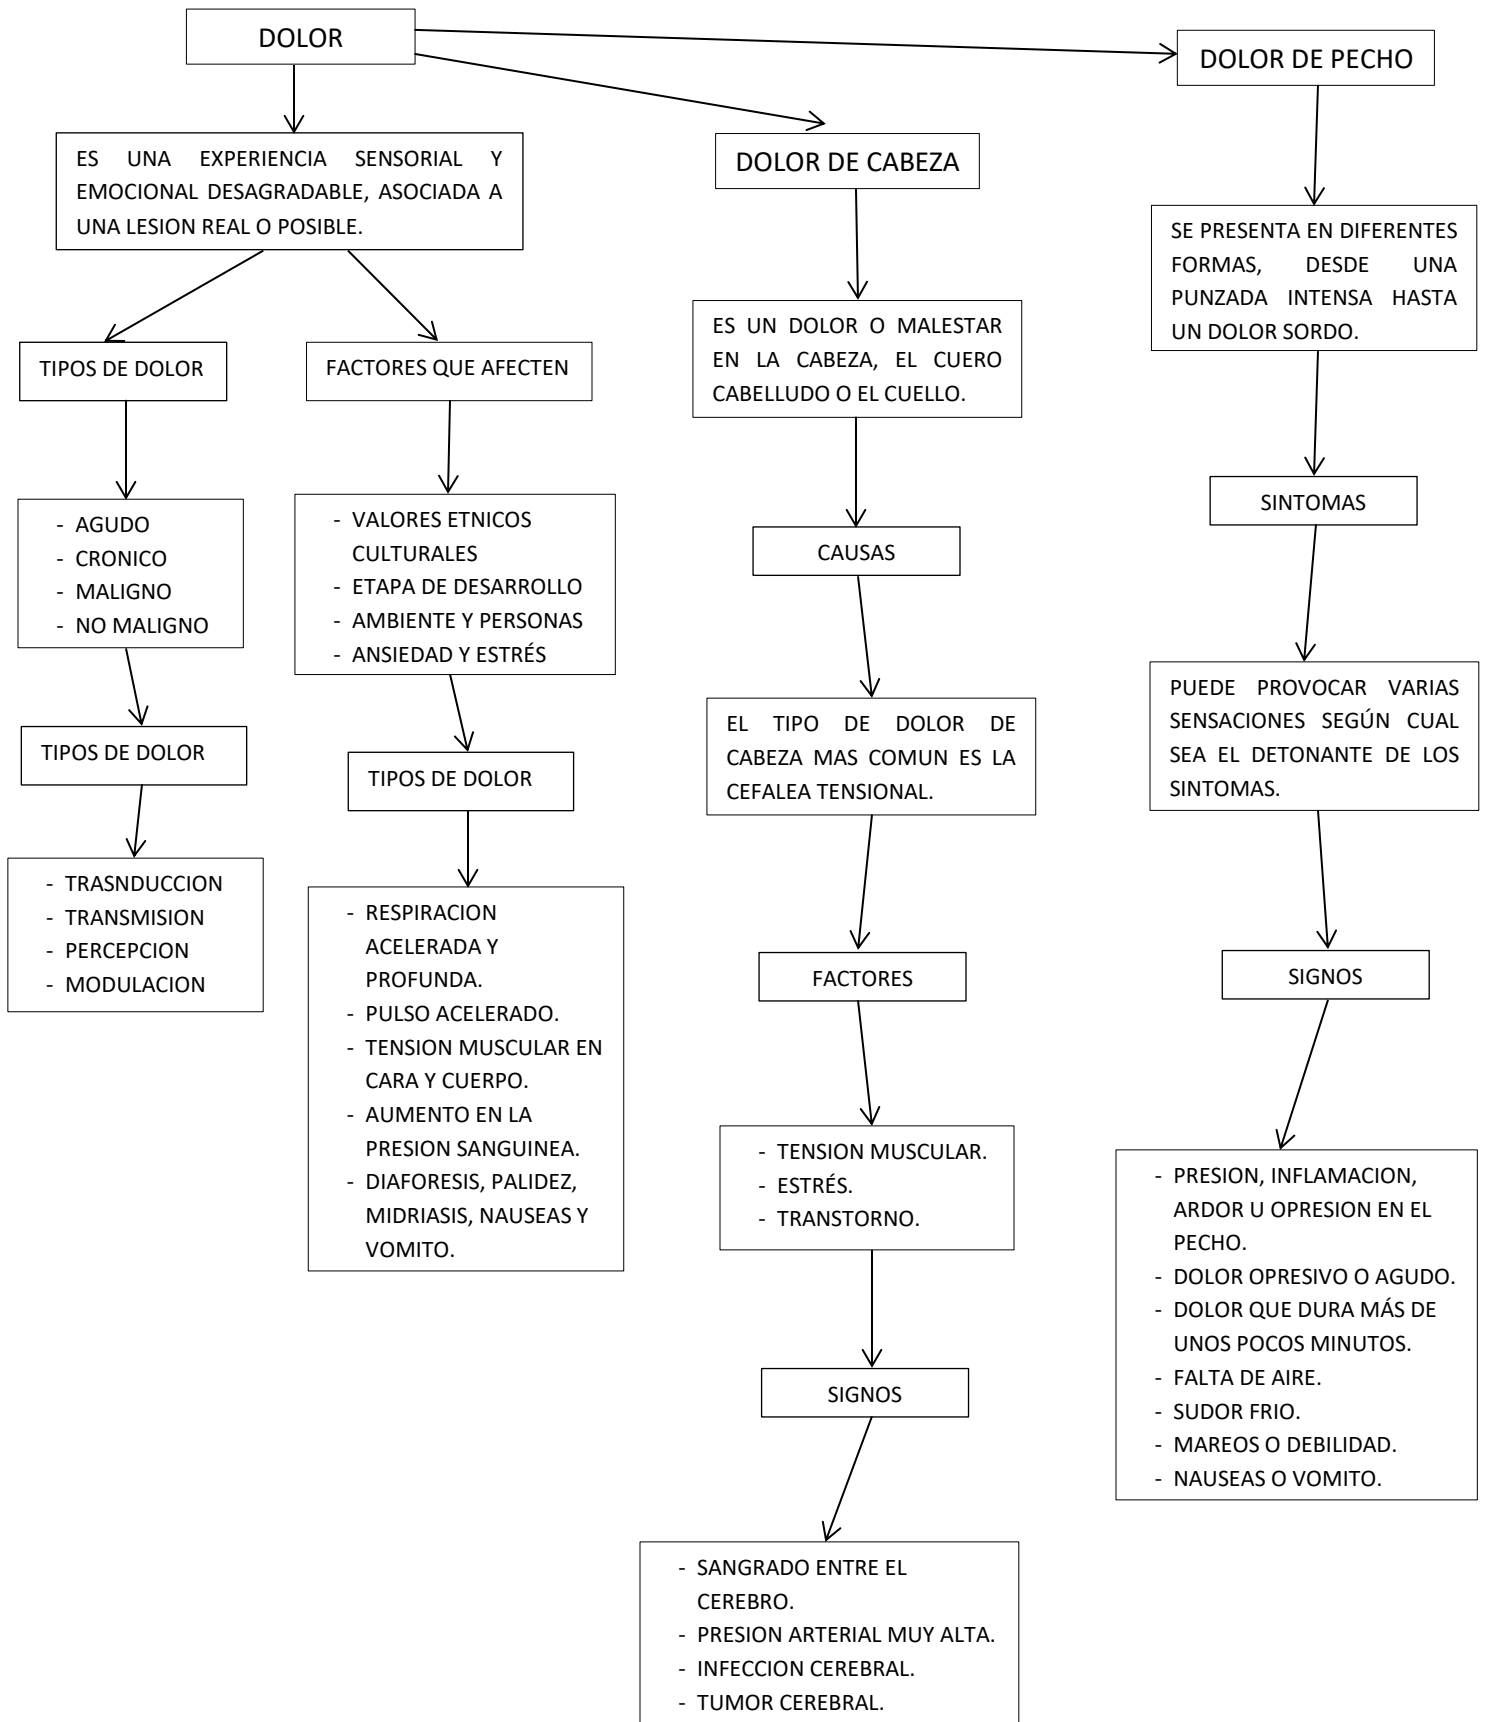 DOLOR
ES UNA EXPERIENCIA SENSORIAL Y
EMOCIONAL DESAGRADABLE, ASOCIADA A
UNA LESION REAL O POSIBLE.
TIPOS DE DOLOR
- AGUDO
- CRONICO
- MALIGNO
- NO MALIGNO
TIPOS DE DOLOR
- TRASNDUCCION
- TRANSMISION
- PERCEPCION
- MODULACION
FACTORES QUE AFECTEN
- VALORES ETNICOS
CULTURALES
- ETAPA DE DESARROLLO
- AMBIENTE Y PERSONAS
- ANSIEDAD Y ESTRÉS
TIPOS DE DOLOR
- RESPIRACION
ACELERADA Y
PROFUNDA.
- PULSO ACELERADO.
- TENSION MUSCULAR EN
CARA Y CUERPO.
- AUMENTO EN LA
PRESION SANGUINEA.
- DIAFORESIS, PALIDEZ,
MIDRIASIS, NAUSEAS Y
VOMITO.
DOLOR DE CABEZA
ES UN DOLOR O MALESTAR
EN LA CABEZA, EL CUERO
CABELLUDO O EL CUELLO.
CAUSAS
EL TIPO DE DOLOR DE
CABEZA MAS COMUN ES LA
CEFALEA TENSIONAL.
FACTORES
- TENSION MUSCULAR.
- ESTRÉS.
- TRANSTORNO.
SIGNOS
- SANGRADO ENTRE EL
CEREBRO.
- PRESION ARTERIAL MUY ALTA.
- INFECCION CEREBRAL.
- TUMOR CEREBRAL.
DOLOR DE PECHO
SE PRESENTA EN DIFERENTES
FORMAS, DESDE UNA
PUNZADA INTENSA HASTA
UN DOLOR SORDO.
SINTOMAS
PUEDE PROVOCAR VARIAS
SENSACIONES SEGÚN CUAL
SEA EL DETONANTE DE LOS
SINTOMAS.
SIGNOS
- PRESION, INFLAMACION,
ARDOR U OPRESION EN EL
PECHO.
- DOLOR OPRESIVO O AGUDO.
- DOLOR QUE DURA MÁS DE
UNOS POCOS MINUTOS.
- FALTA DE AIRE.
- SUDOR FRIO.
- MAREOS O DEBILIDAD.
- NAUSEAS O VOMITO.